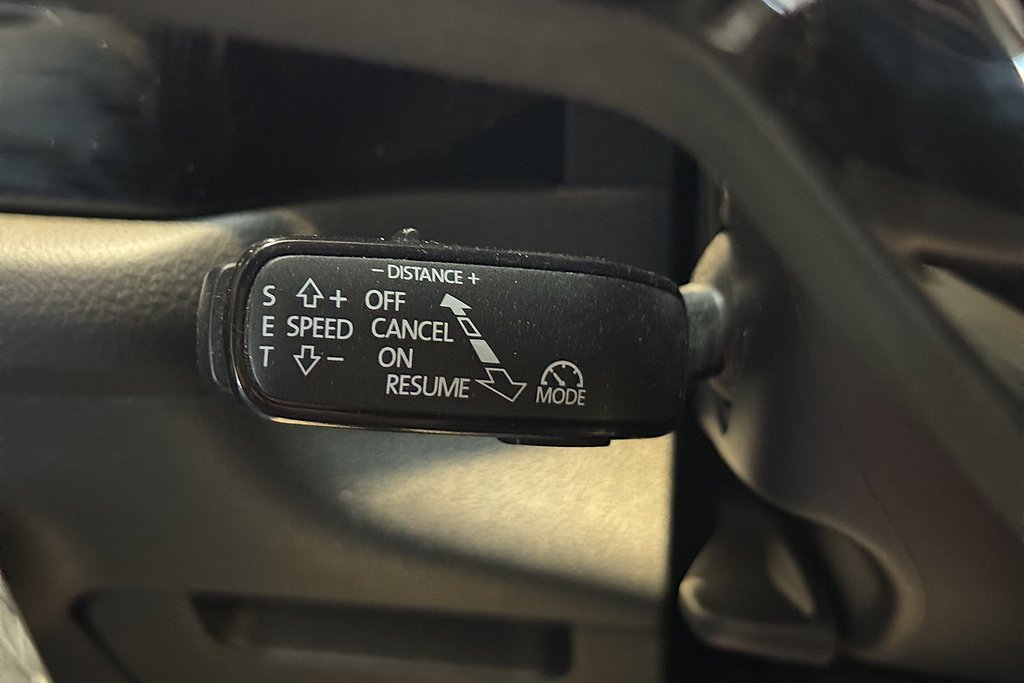 − DISTANCE +
S + OFF
E SPEED CANCEL
T − ON
RESUME
MODE